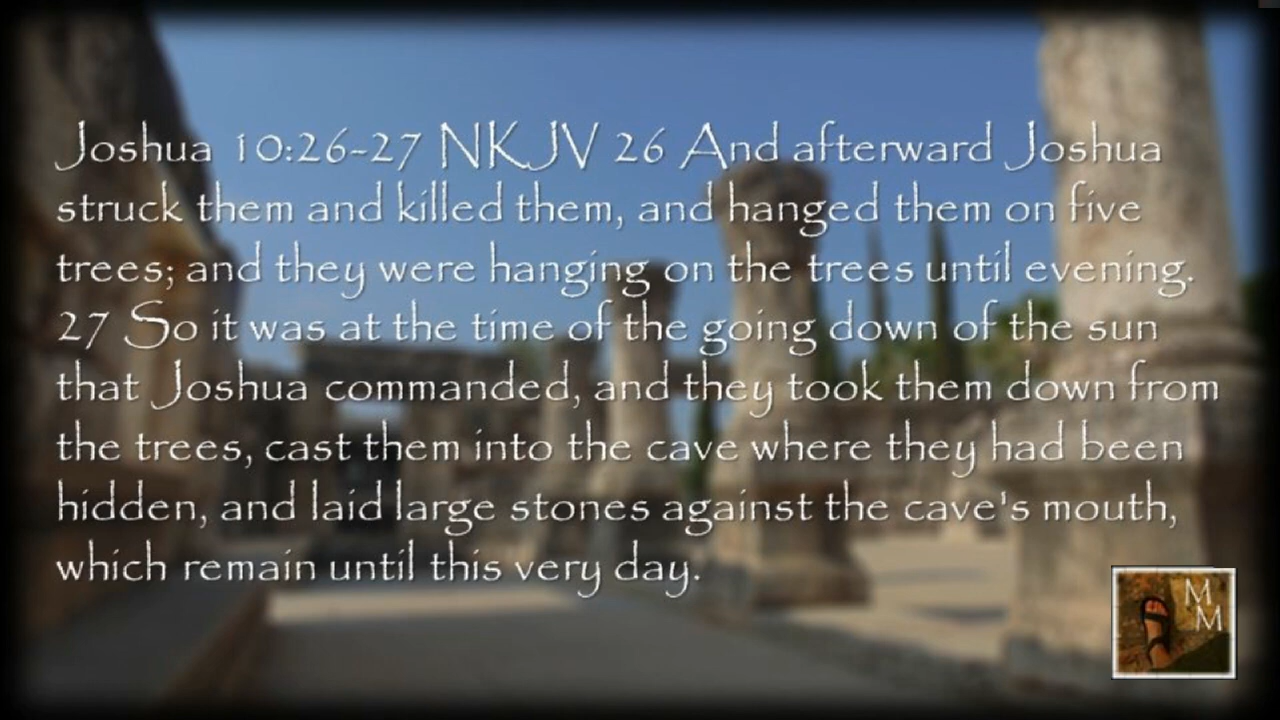 Joshua 10:26-27 NKJV 26 And afterward Joshua
struck them and killed them, and hanged them on five
trees; and they were hanging on the trees until evening.
27 So it was at the time of the going down of the sun
that Joshua commanded, and they took them down from
the trees, cast them into the cave where they had been
hidden, and laid large stones against the cave's mouth,
which remain until this very day.
M
M